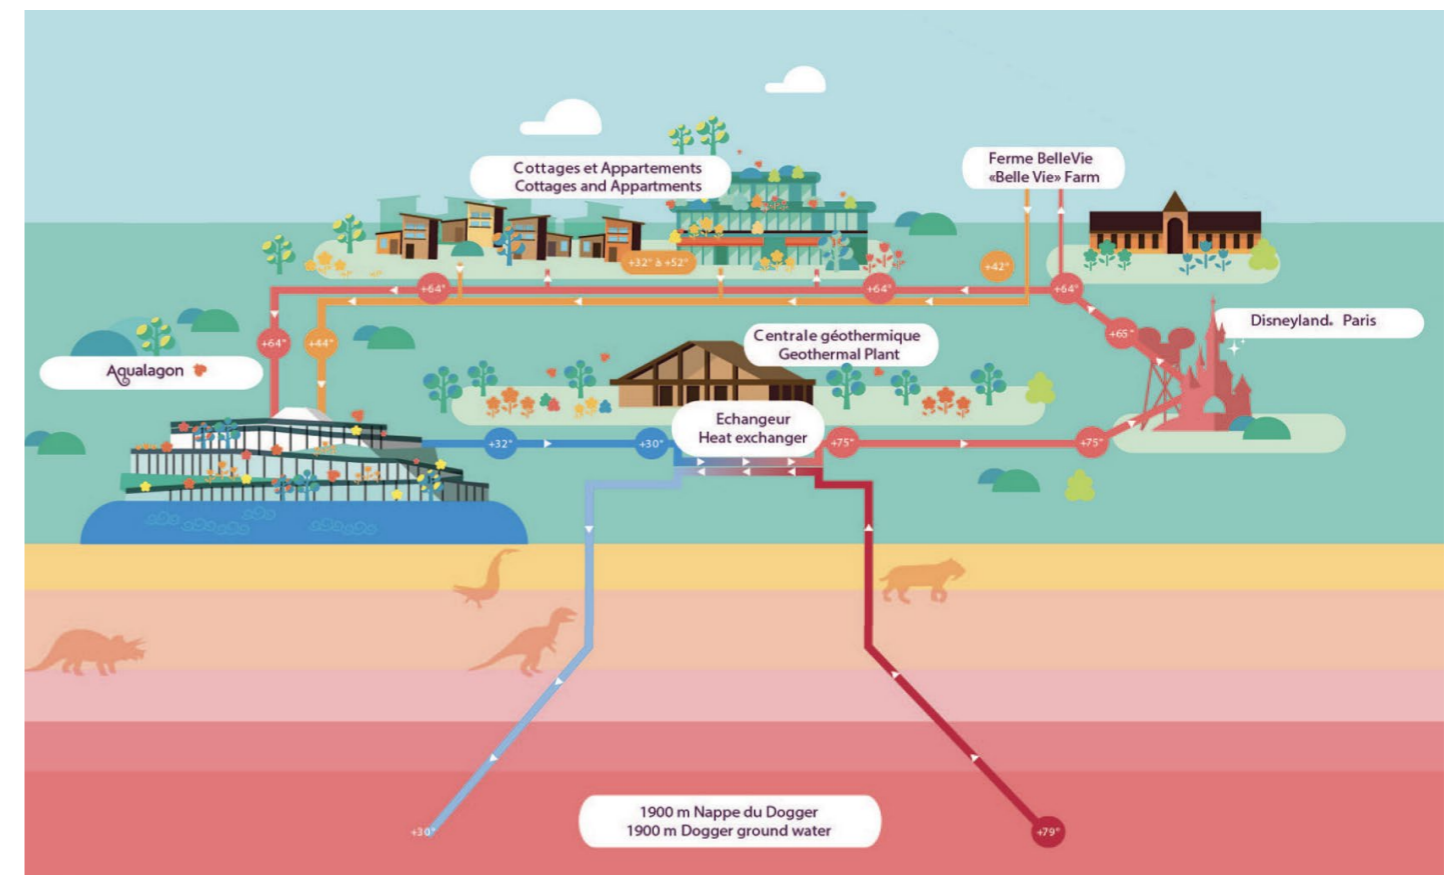 Cottages et Appartements
Cottages and Appartments
Ferme BelleVie
«Belle Vie» Farm
+32° à +52°
+42°
+64°
+64°
+64°
Disneyland. Paris
+65°
+64°
+44°
Centrale géothermique
Geothermal Plant
Aqualagon
Echangeur
Heat exchanger
+32°
+30°
+75°
+75°
1900 m Nappe du Dogger
1900 m Dogger ground water
+30°
+79°